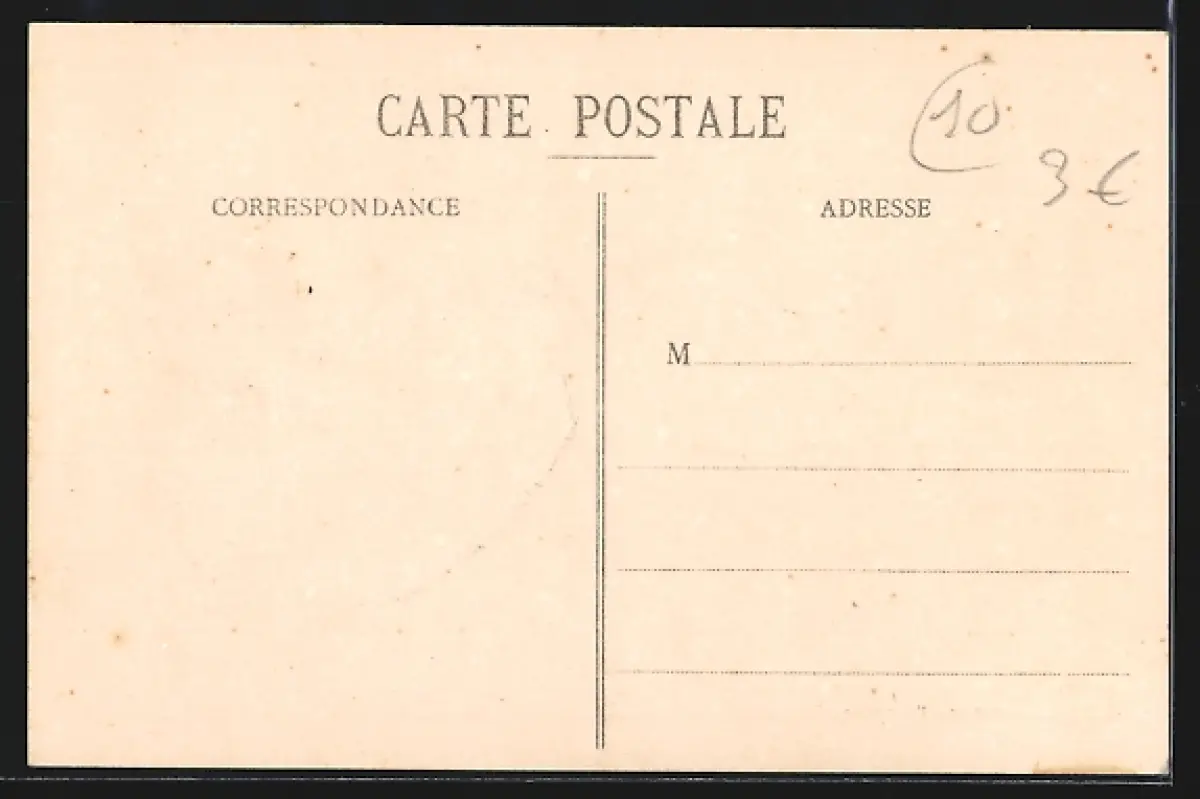 CARTE POSTALE
10
3 €
CORRESPONDANCE
ADRESSE
M